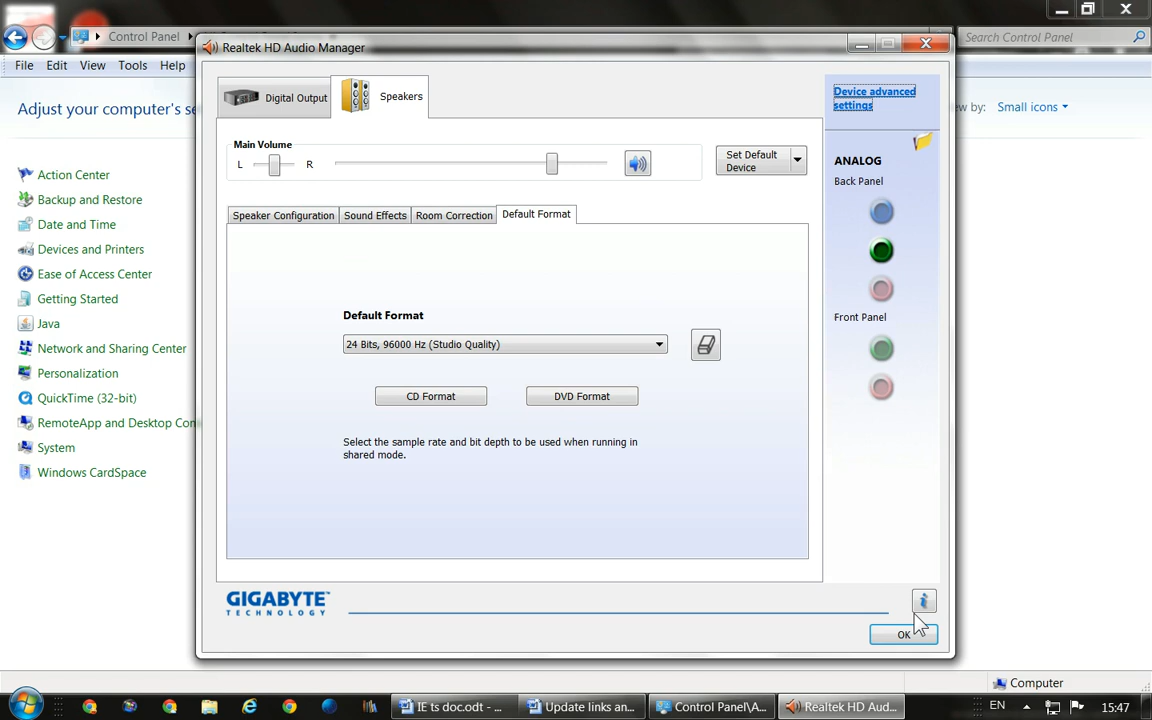 Control Panel
Search Control Panel
Realtek HD Audio Manager
File Edit View Tools Help
Digital Output
Speakers
Device advanced
settings
Adjust your computer's se
ew by: Small icons
Main Volume
L R
Set Default
Device
ANALOG
Back Panel
Action Center
Backup and Restore
Date and Time
Devices and Printers
Ease of Access Center
Getting Started
Java
Network and Sharing Center
Personalization
QuickTime (32-bit)
RemoteApp and Desktop Con
System
Windows CardSpace
Speaker Configuration Sound Effects Room Correction Default Format
Default Format
24 Bits, 96000 Hz (Studio Quality)
CD Format DVD Format
Select the sample rate and bit depth to be used when running in
shared mode.
Front Panel
GIGABYTE
TECHNOLOGY
OK
Computer
IE ts doc.odt - ...
Update links an...
Control Panel\A...
Realtek HD Aud...
EN
15:47